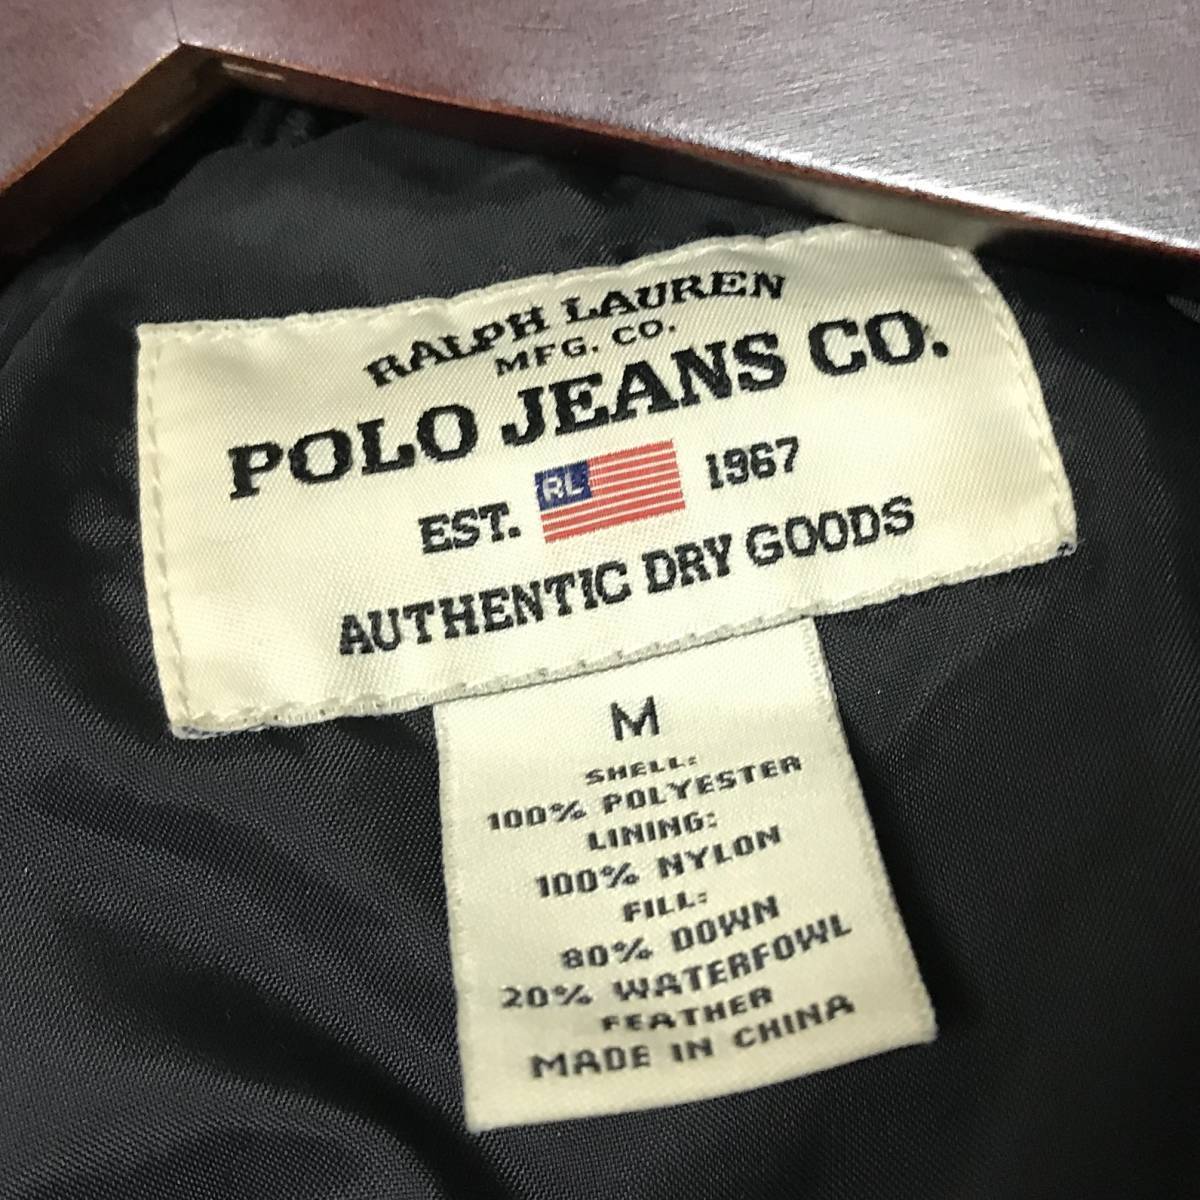 RALPH LAUREN
MFG. CO.
POLO JEANS CO.
EST. RL 1967
AUTHENTIC DRY GOODS
M
SHELL:
100% POLYESTER
LINING:
100% NYLON
FILL:
80% DOWN
20% WATERFOWL
FEATHER
MADE IN CHINA